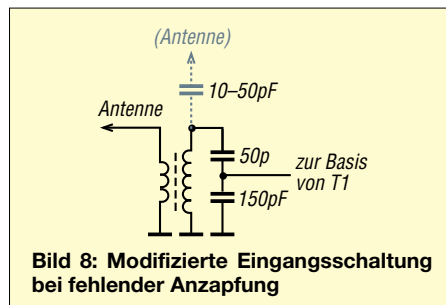 (Antenne)
10–50pF
Antenne
50p
zur Basis
von T1
150pF
Bild 8: Modifizierte Eingangsschaltung
bei fehlender Anzapfung